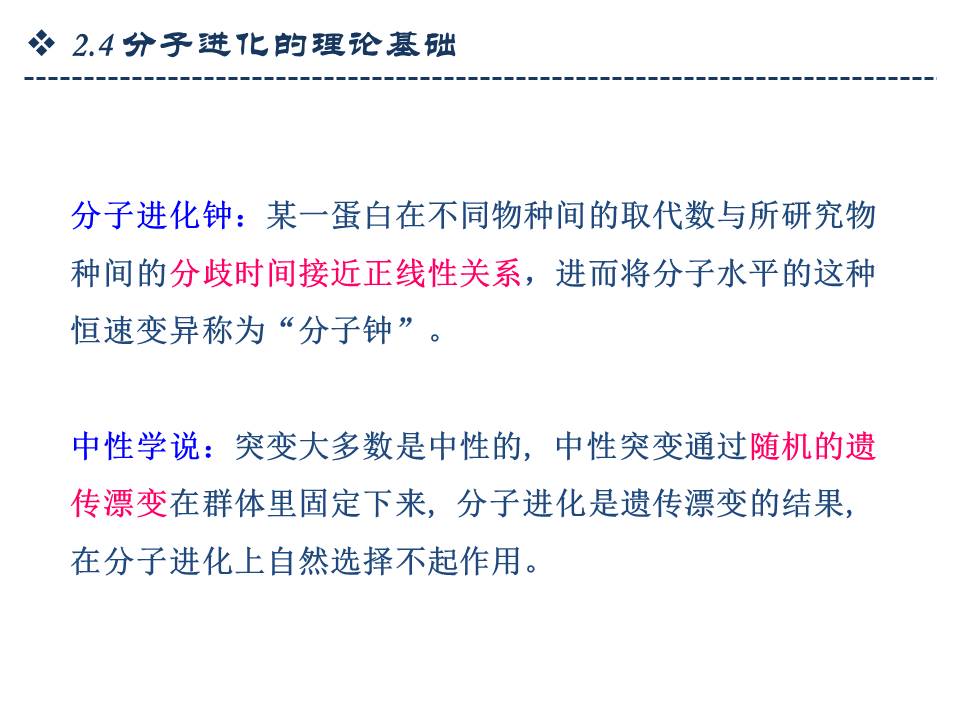 ❖ 2.4分子进化的理论基础
分子进化钟：某一蛋白在不同物种间的取代数与所研究物
种间的分歧时间接近正线性关系，进而将分子水平的这种
恒速变异称为“分子钟”。
中性学说：突变大多数是中性的, 中性突变通过随机的遗
传漂变在群体里固定下来, 分子进化是遗传漂变的结果,
在分子进化上自然选择不起作用。